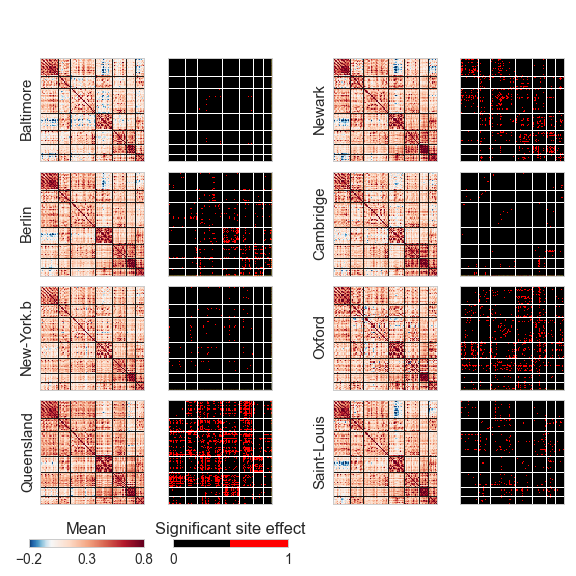 Baltimore
Newark
Berlin
Cambridge
New-York.b
Oxford
Queensland
Saint-Louis
Mean
Significant site effect
−0.2 0.3 0.8
0 1